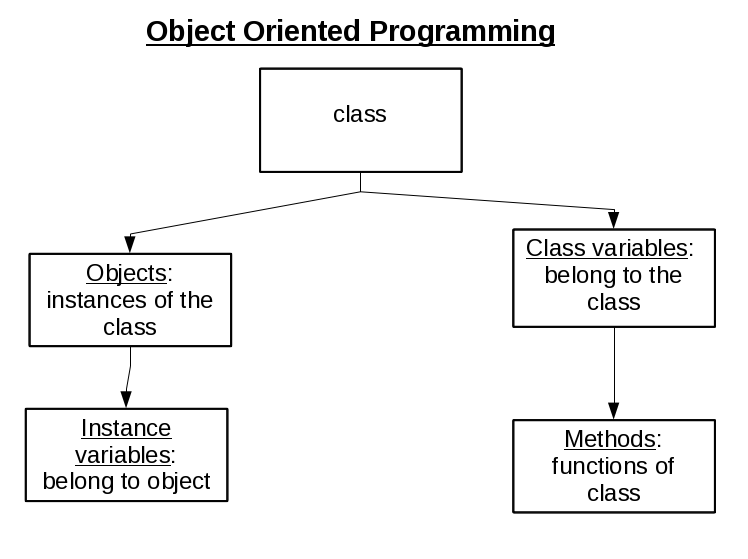 Object Oriented Programming
class
Objects:
instances of the
class
Class variables:
belong to the
class
Instance
variables:
belong to object
Methods:
functions of
class